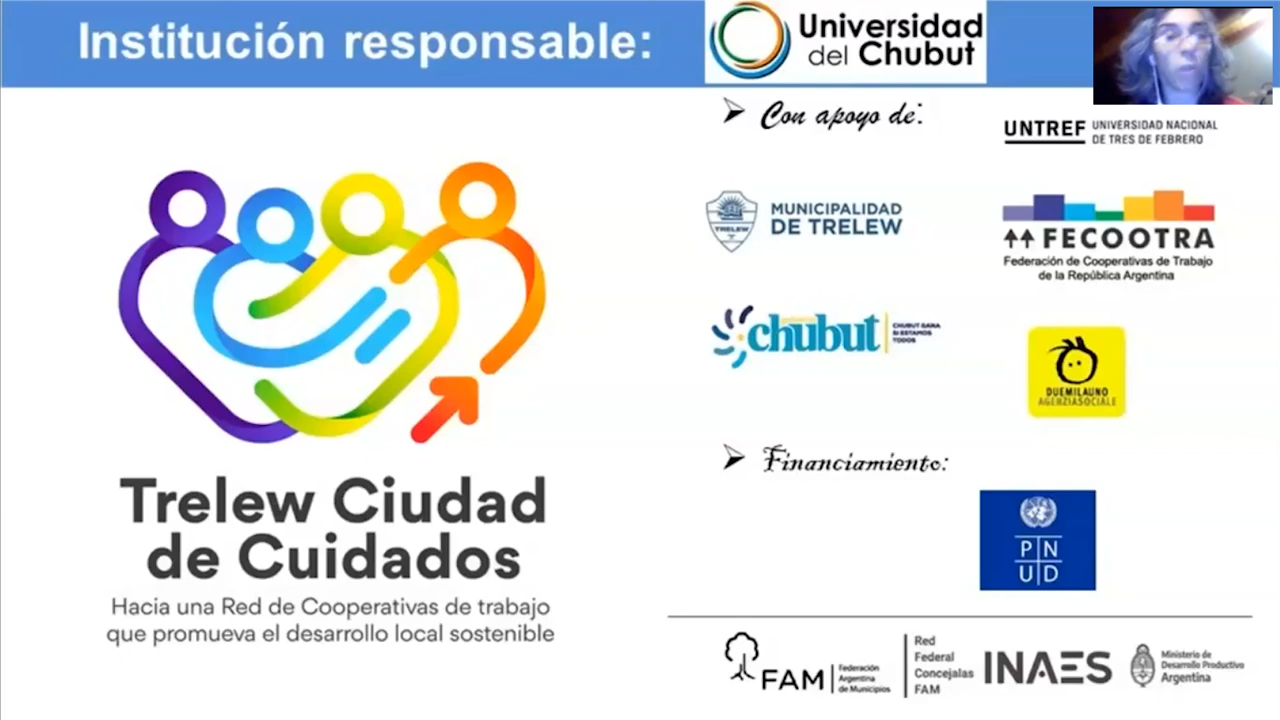 Institución responsable:
Universidad
del Chubut
Con apoyo de:
UNTREF UNIVERSIDAD NACIONAL
DE TRES DE FEBRERO
TRELEW
MUNICIPALIDAD
DE TRELEW
FECOOTRA
Federación de Cooperativas de Trabajo
de la República Argentina
chubut
CHUBUT GANA
SI ESTAMOS
TODOS
DUEMILAUNO
AGENZIASOCIALE
Financiamiento:
P N
U D
Trelew Ciudad
de Cuidados
Hacia una Red de Cooperativas de trabajo
que promueva el desarrollo local sostenible
FAM
Federación
Argentina
de Municipios
Red
Federal
Concejalas
FAM
INAES
Ministerio de
Desarrollo Productivo
Argentina